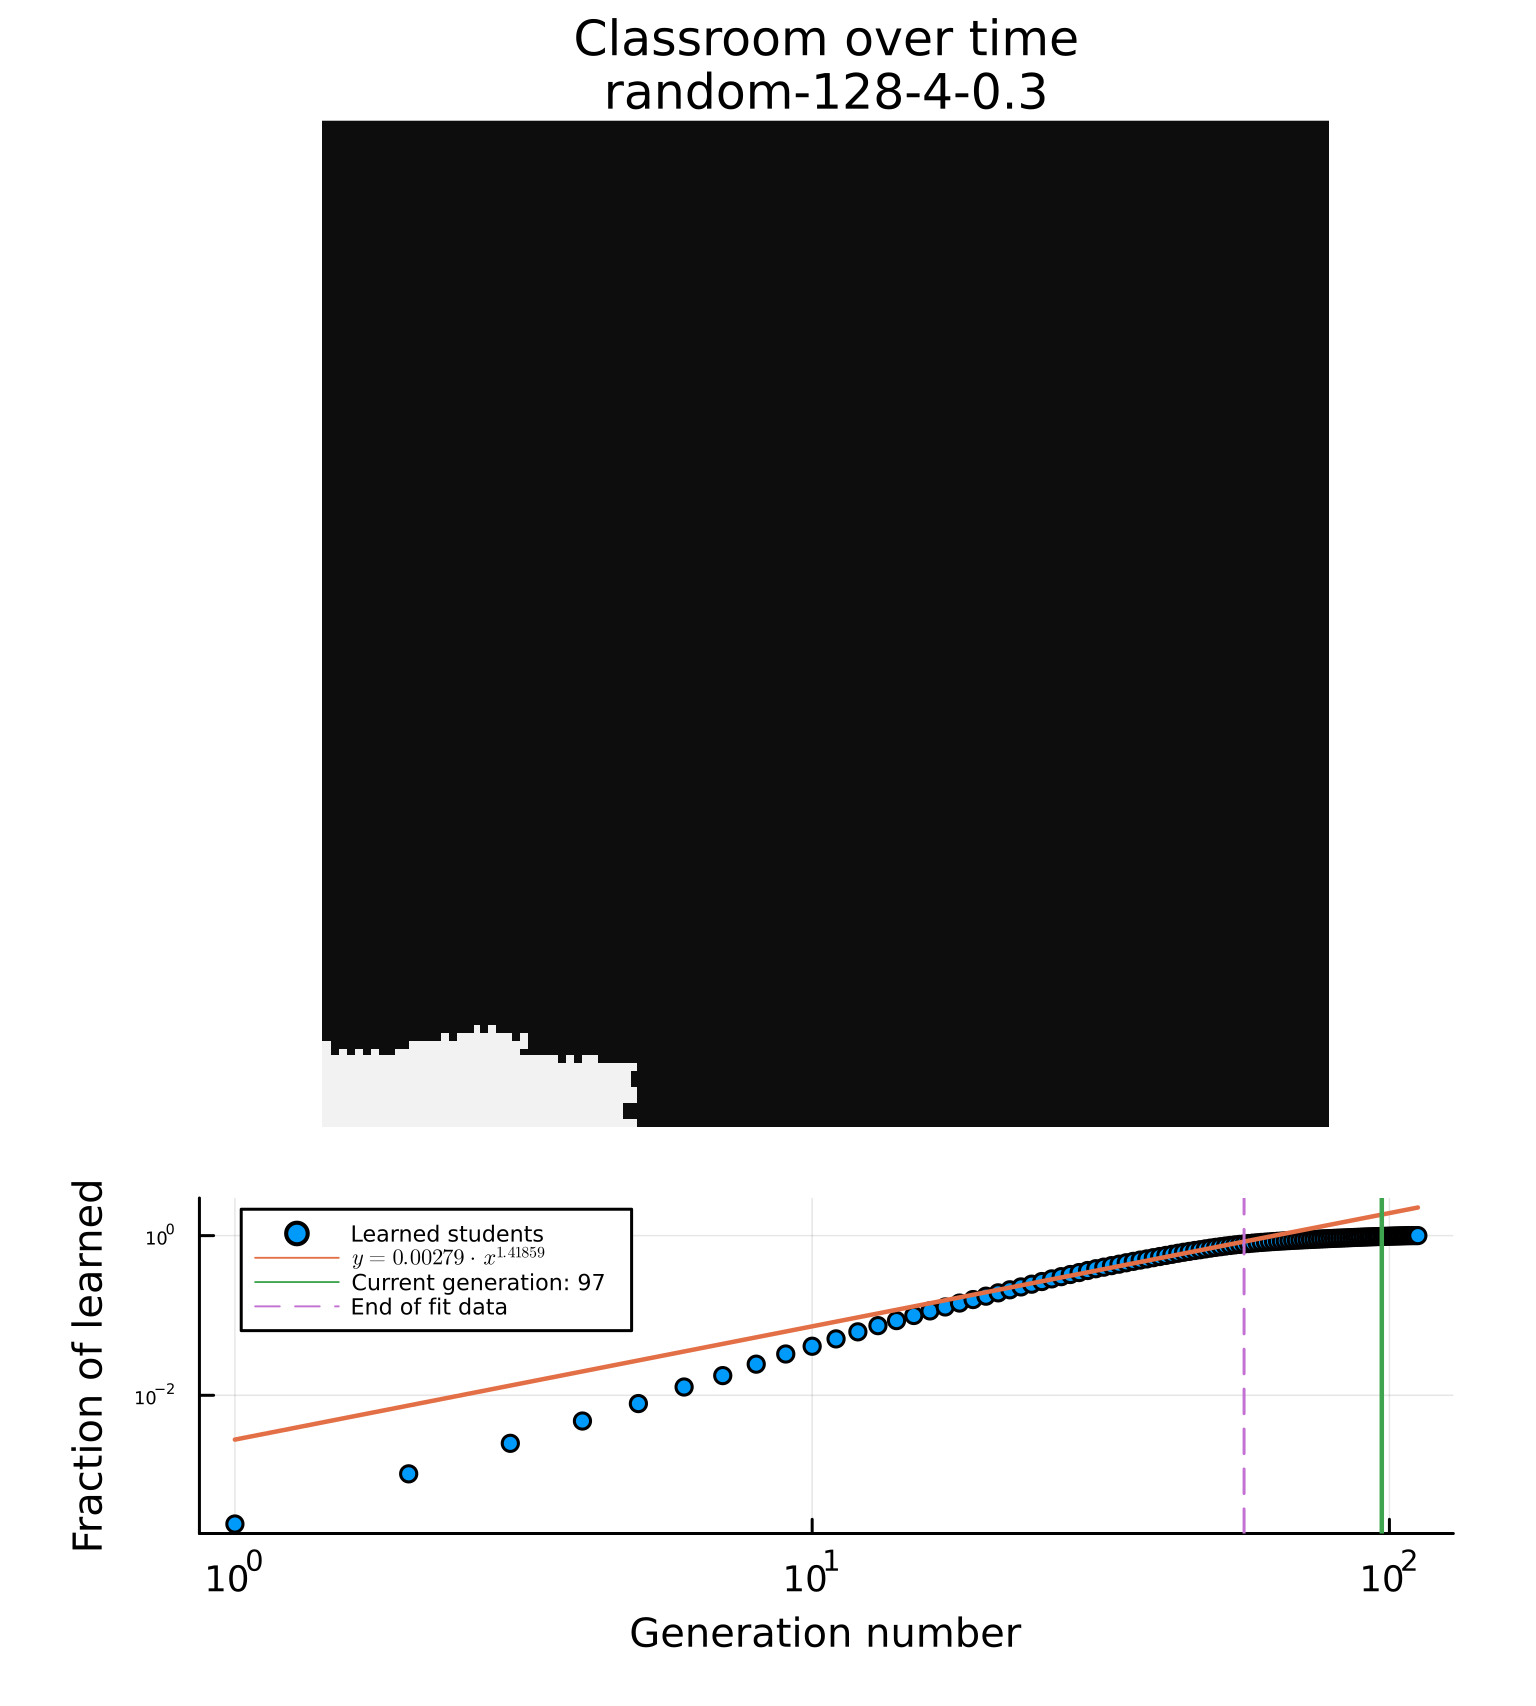 Classroom over time
random-128-4-0.3
10^0
10^-2
Fraction of learned
Learned students
y = 0.00279 · x^1.41859
Current generation: 97
End of fit data
10^0 10^1 10^2
Generation number